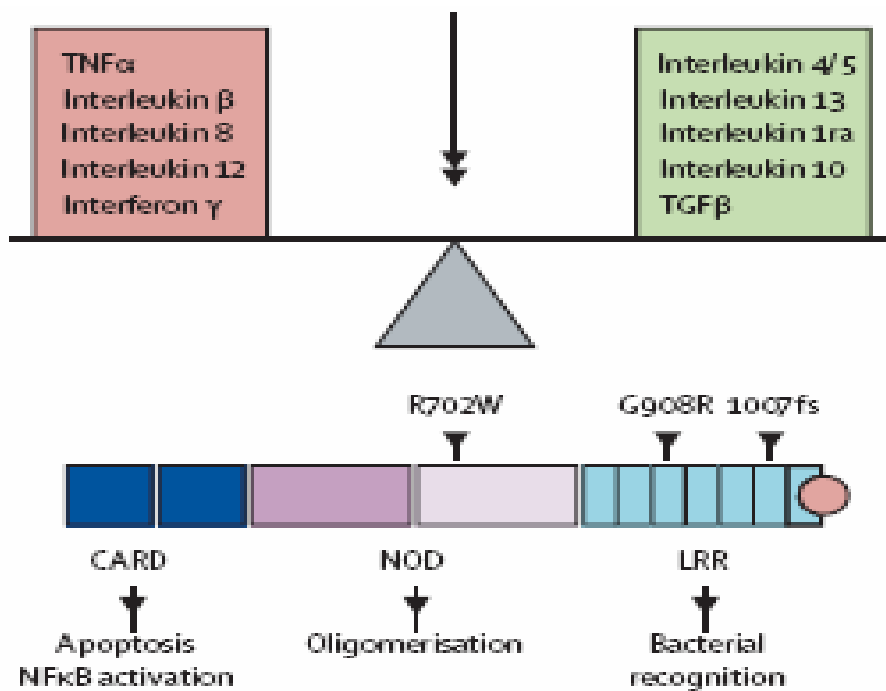 TNFα
Interleukin β
Interleukin 8
Interleukin 12
Interferon γ
Interleukin 4/5
Interleukin 13
Interleukin 1ra
Interleukin 10
TGFβ
R702W
G908R 1007fs
CARD
NOD
LRR
Apoptosis
NFκB activation
Oligomerisation
Bacterial
recognition